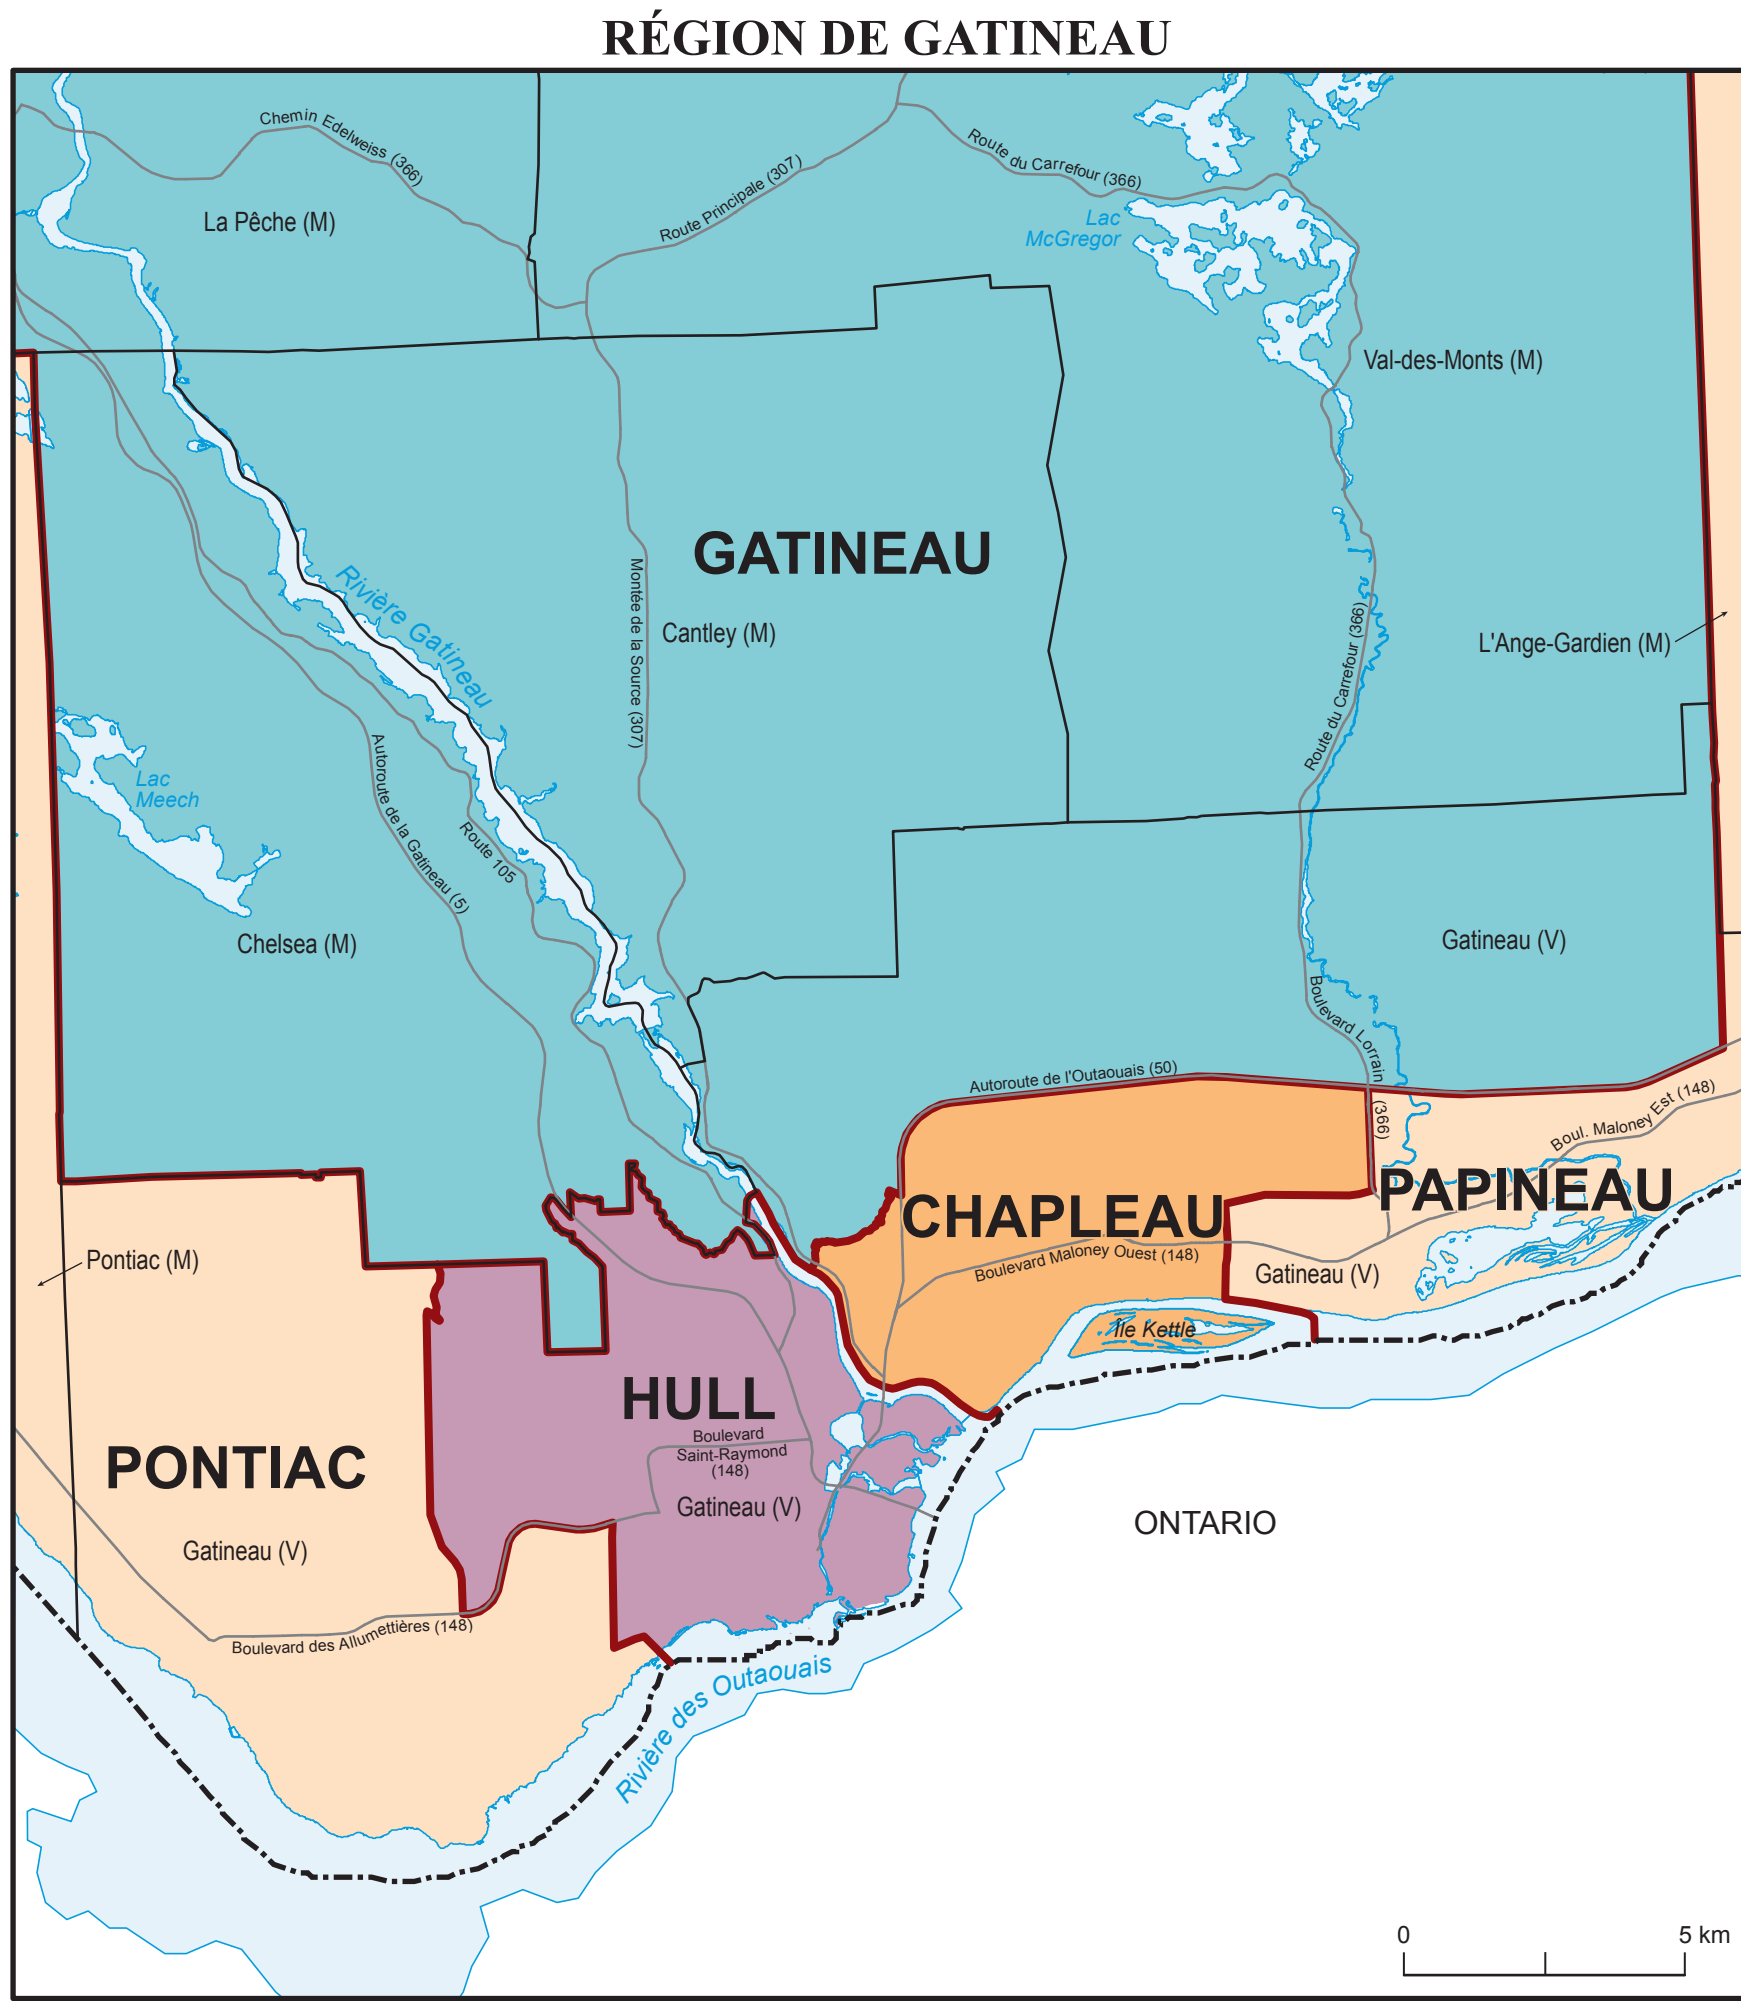 RÉGION DE GATINEAU
Chemin Edelweiss (366)
Route du Carrefour (366)
Route Principale (307)
La Pêche (M)
Lac
McGregor
Val-des-Monts (M)
GATINEAU
Rivière Gatineau
Montée de la Source (307)
Cantley (M)
Route du Carrefour (366)
L'Ange-Gardien (M)
Lac
Meech
Autoroute de la Gatineau (5)
Route 105
Chelsea (M)
Gatineau (V)
Boulevard Lorrain
(366)
Autoroute de l'Outaouais (50)
Boul. Maloney Est (148)
PAPINEAU
CHAPLEAU
Boulevard Maloney Ouest (148)
Pontiac (M)
Gatineau (V)
Île Kettle
HULL
Boulevard
Saint-Raymond
(148)
Gatineau (V)
PONTIAC
ONTARIO
Gatineau (V)
Boulevard des Allumettières (148)
Rivière des Outaouais
0 5 km